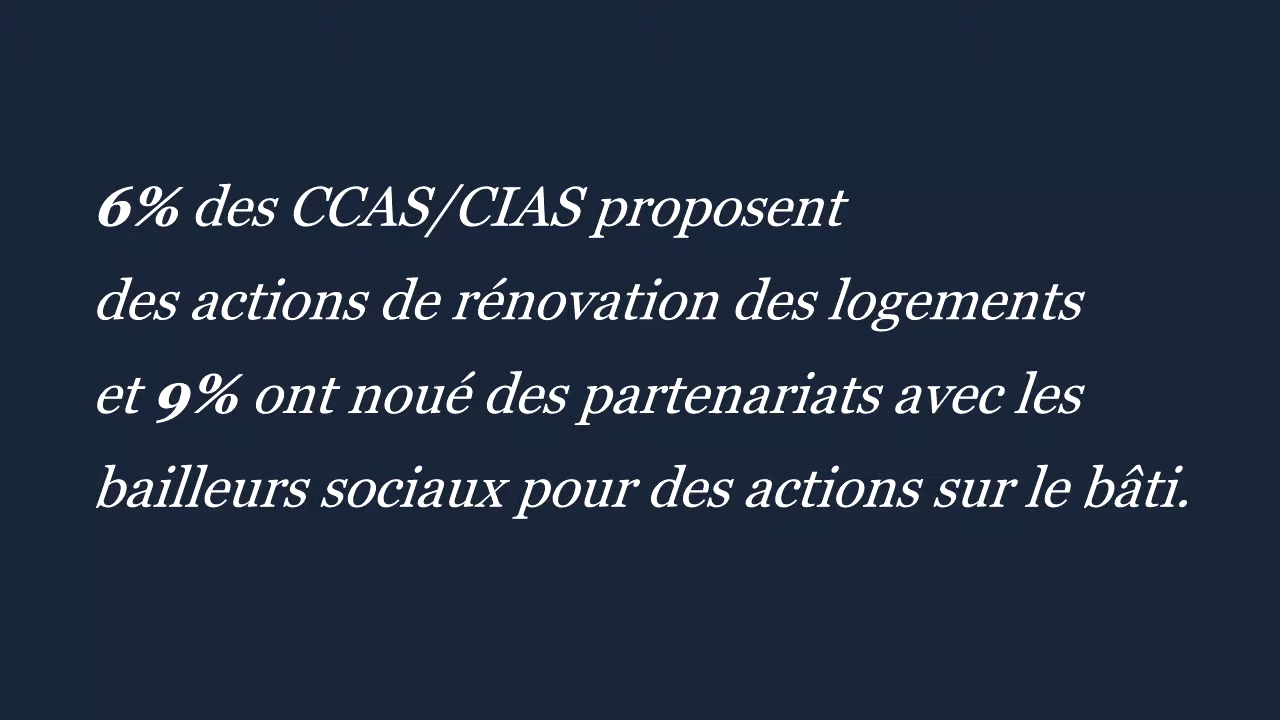 6% des CCAS/CIAS proposent
des actions de rénovation des logements
et 9% ont noué des partenariats avec les
bailleurs sociaux pour des actions sur le bâti.